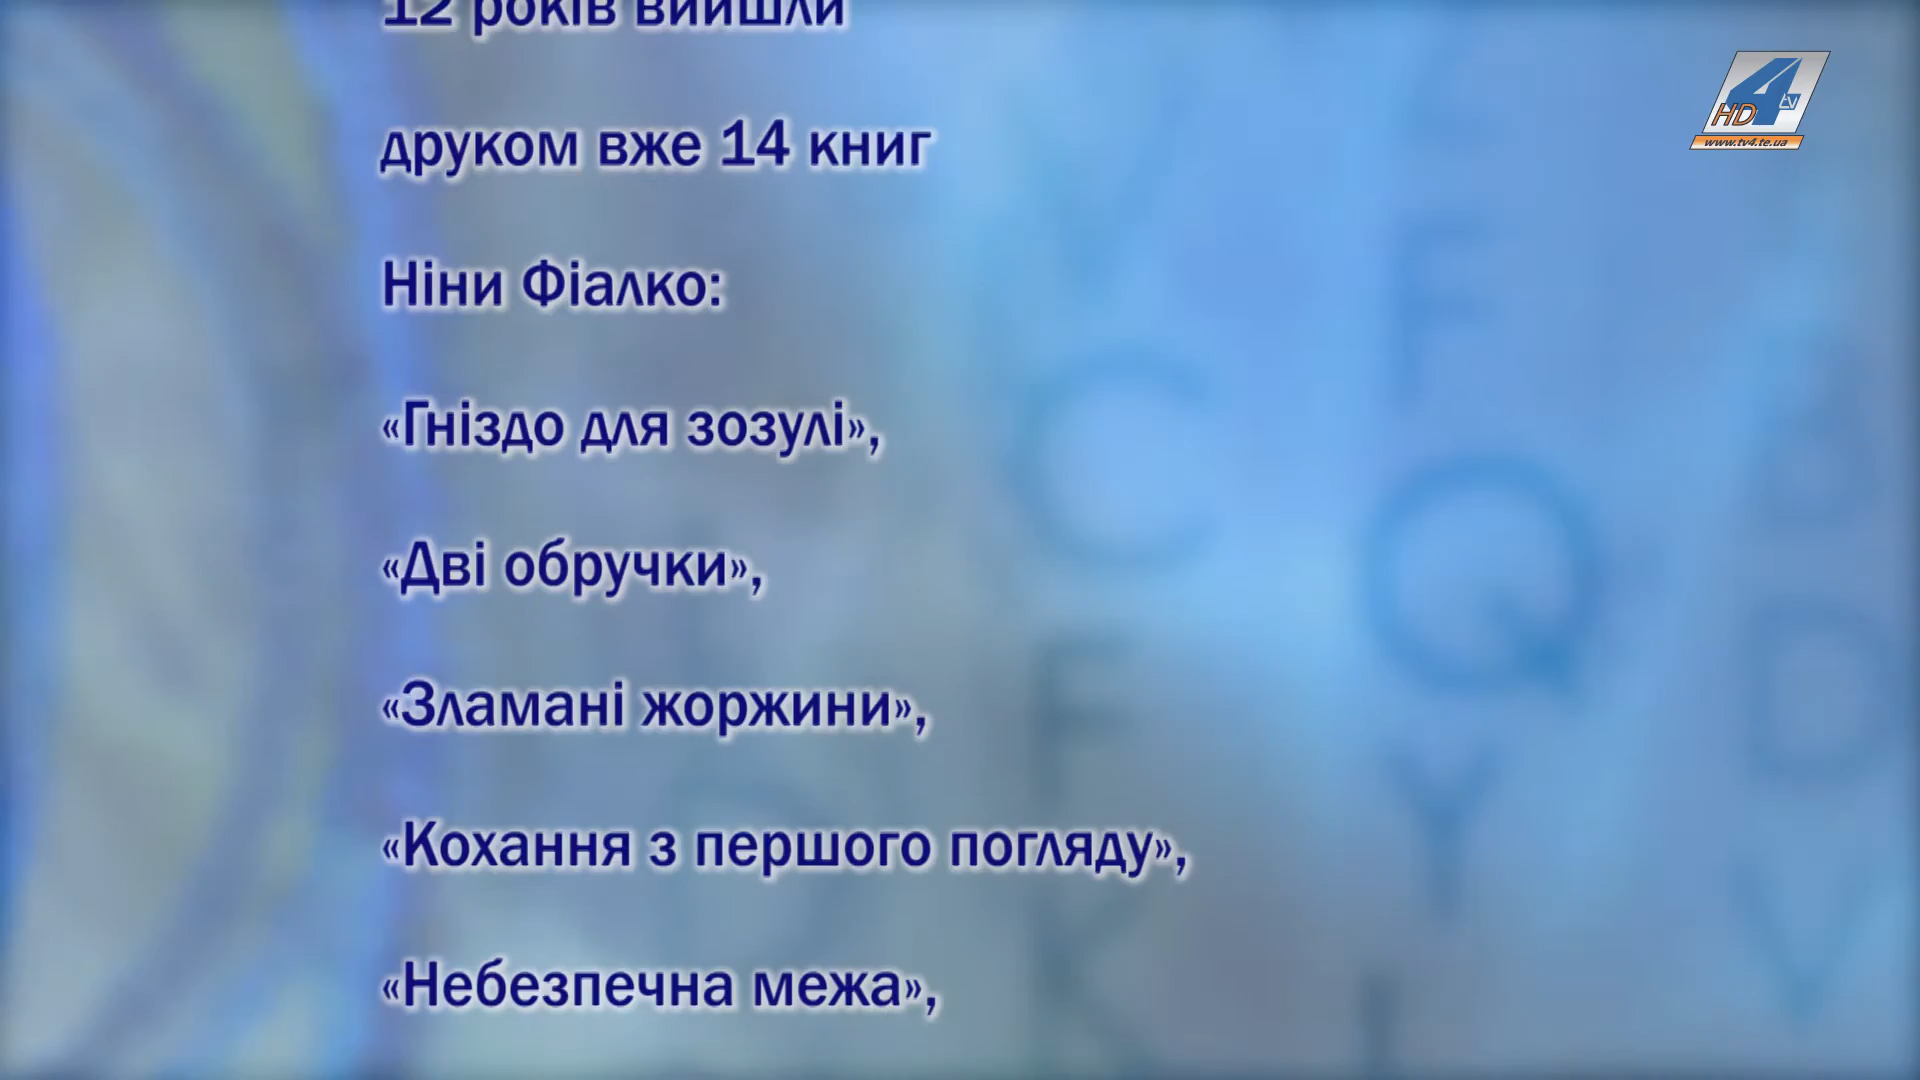 12 років вийшли
друком вже 14 книг
Ніни Фіалко:
«Гніздо для зозулі»,
«Дві обручки»,
«Зламані жоржини»,
«Кохання з першого погляду»,
«Небезпечна межа»,
4 tv
HD
www.tv4.te.ua